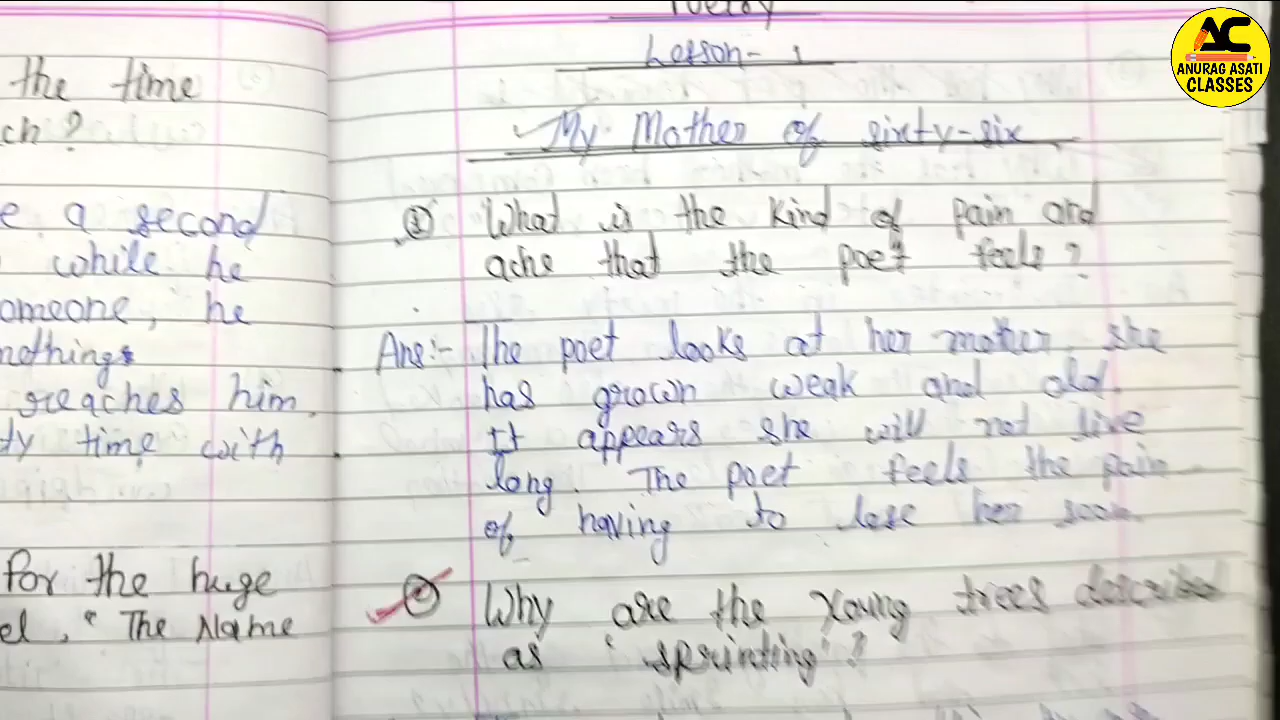 the time
ch?
e a second
while he
omeone, he
nothings
reaches him.
ty time with
for the huge
el, "The Name
Poetry
Lesson- 1
My Mother of sixty-six
① What is the kind of pain and
ache that the poet feels?
Ans:- The poet looks at her mother. she
has grown weak and old.
It appears she will not live
long. The poet feels the pain
of having to lose her soon.
② Why are the young trees described
as 'sprinting'?
AC
ANURAG ASATI
CLASSES